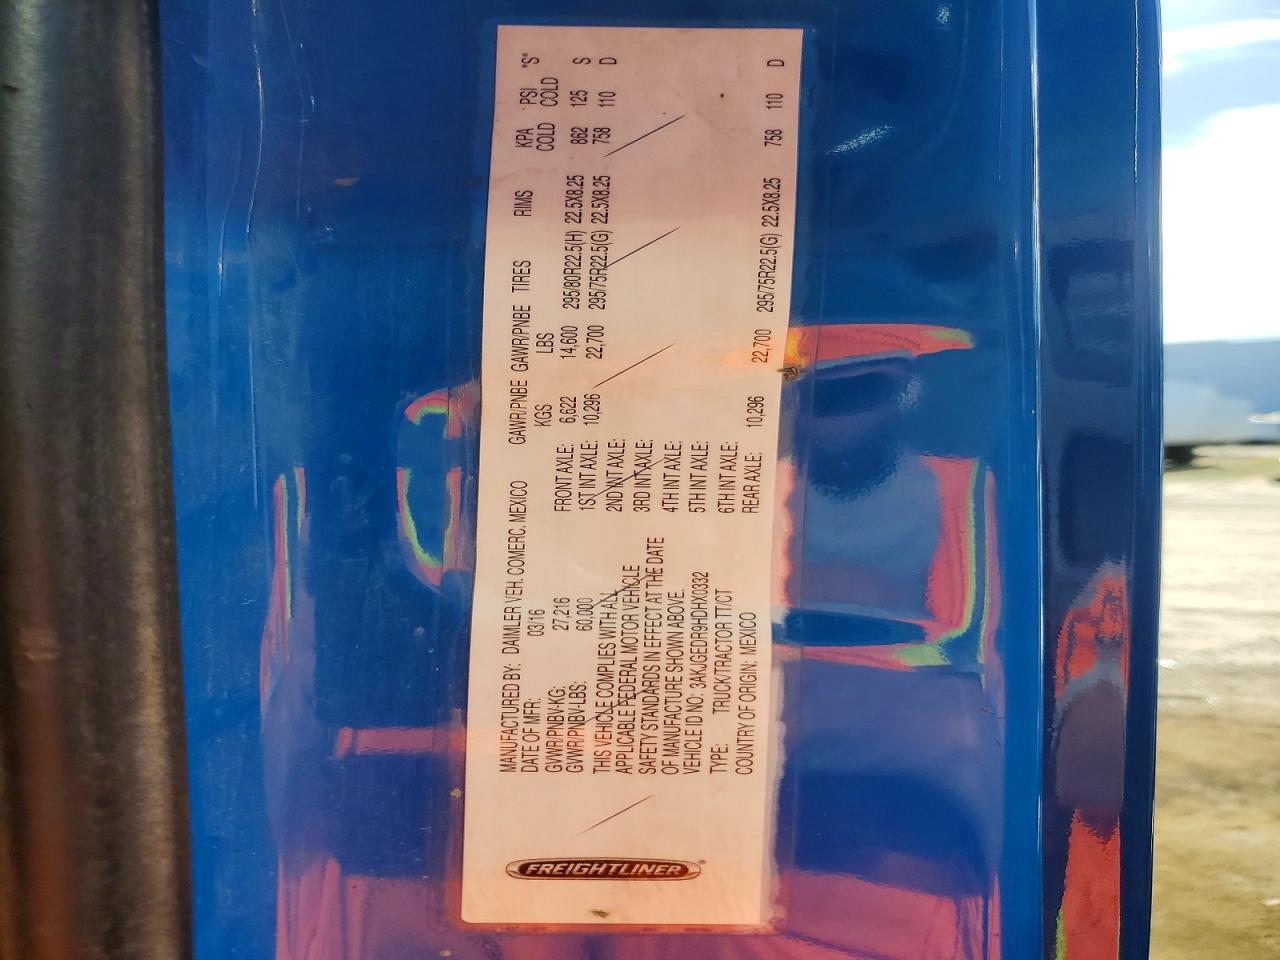 FREIGHTLINER®
MANUFACTURED BY: DAIMLER VEH. COMERC. MEXICO
DATE OF MFR: 03/16
GVWR/PNBV-KG: 27,216
GVWR/PNBV-LBS: 60,000
THIS VEHICLE COMPLIES WITH ALL
APPLICABLE FEDERAL MOTOR VEHICLE
SAFETY STANDARDS IN EFFECT AT THE DATE
OF MANUFACTURE SHOWN ABOVE.
VEHICLE ID NO: 3AKJGEDR9HDHX0332
TYPE: TRUCK/TRACTOR TT/CT
COUNTRY OF ORIGIN: MEXICO
GAWR/PNBE GAWR/PNBE TIRES RIMS KPA PSI "S"
KGS LBS COLD COLD
FRONT AXLE: 6,622 14,600 295/80R22.5(H) 22.5X8.25 862 125 S
1ST INT AXLE: 10,296 22,700 295/75R22.5(G) 22.5X8.25 758 110 D
2ND INT AXLE:
3RD INT AXLE:
4TH INT AXLE:
5TH INT AXLE:
6TH INT AXLE:
REAR AXLE: 10,296 22,700 295/75R22.5(G) 22.5X8.25 758 110 D